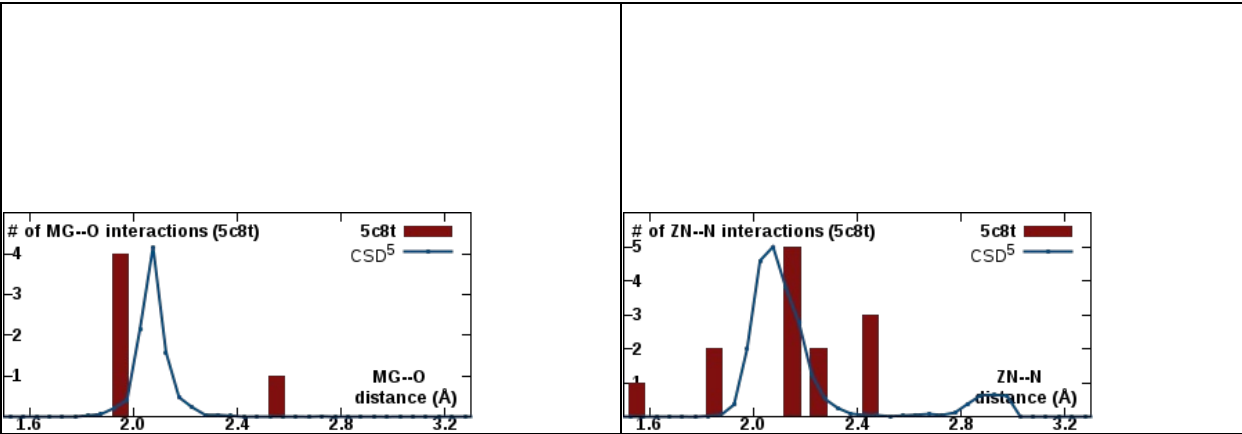 # of MG--O interactions (5c8t)
5c8t
CSD5
4
3
2
1
MG--O
distance (Å)
1.6 2.0 2.4 2.8 3.2
# of ZN--N interactions (5c8t)
5c8t
CSD5
5
4
3
2
1
ZN--N
distance (Å)
1.6 2.0 2.4 2.8 3.2